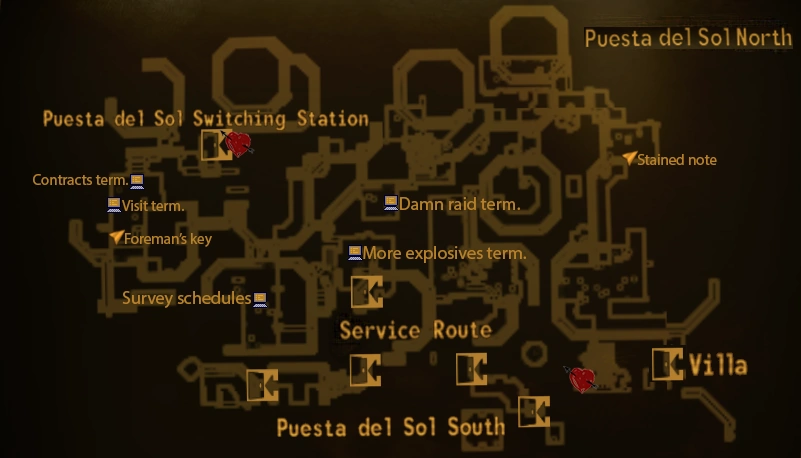 Puesta del Sol North
Puesta del Sol Switching Station
Stained note
Contracts term.
Visit term.
Damn raid term.
Foreman's key
More explosives term.
Survey schedules
Service Route
Villa
Puesta del Sol South